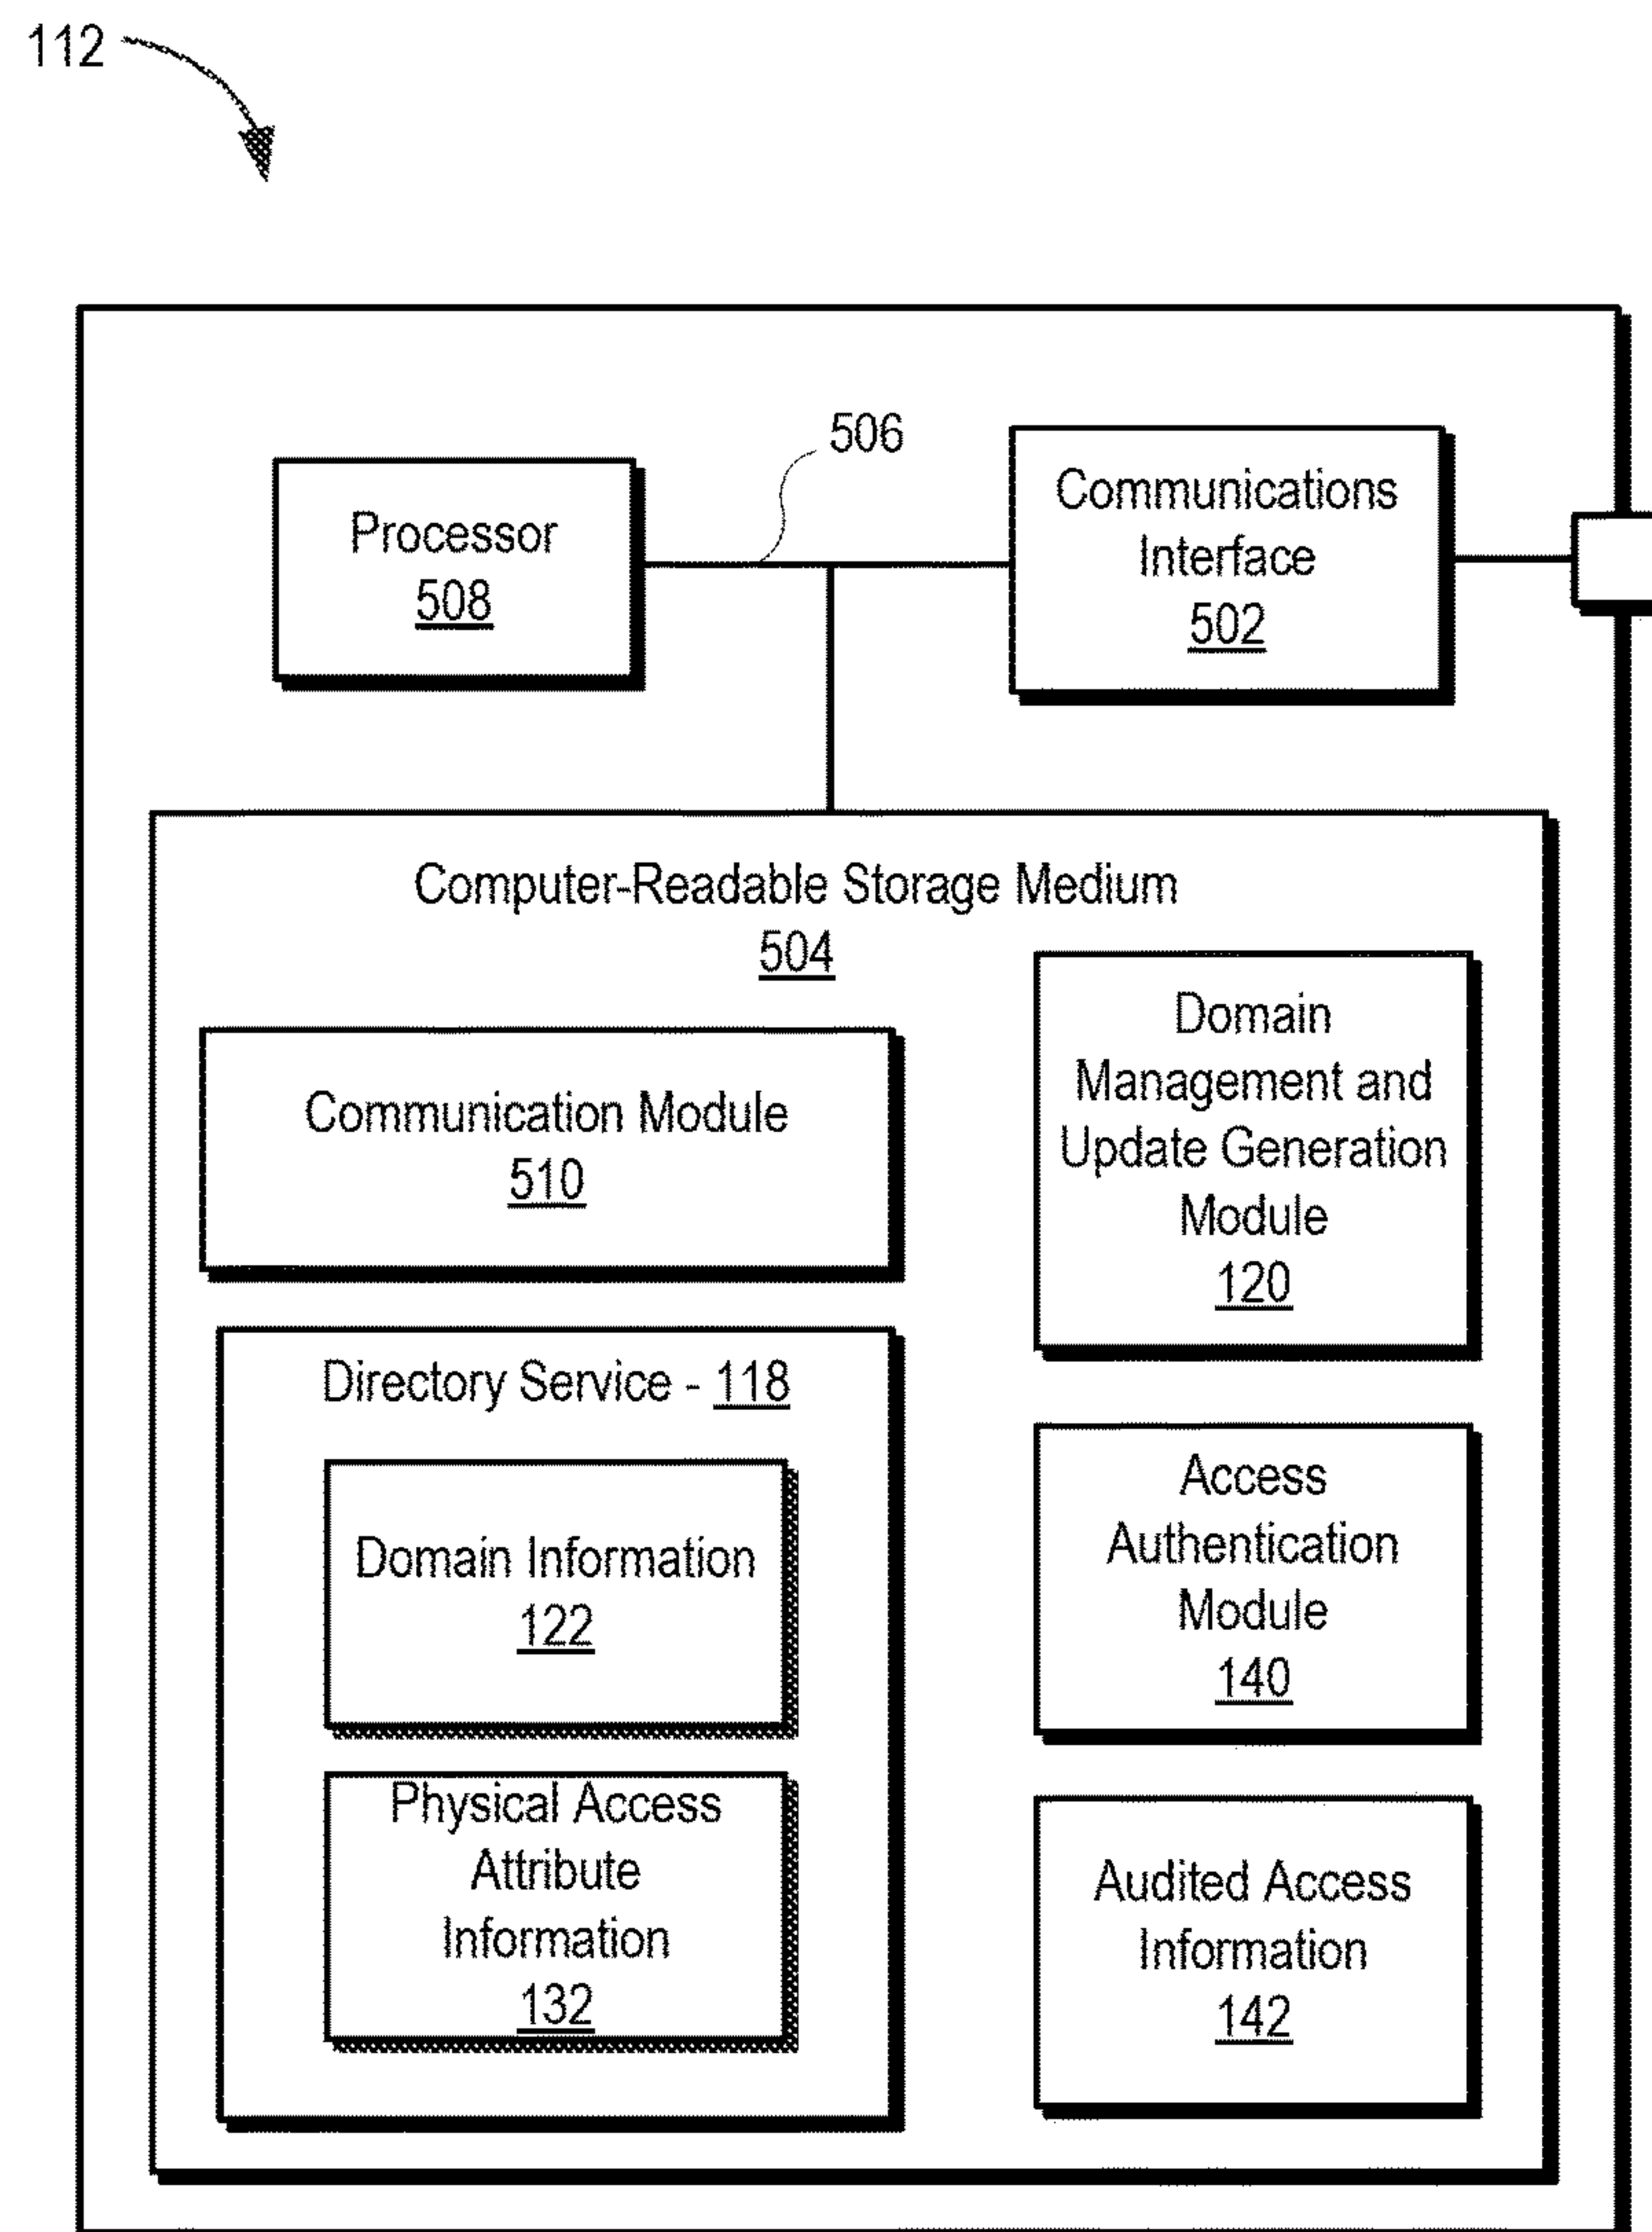 112
506
Processor
508
Communications
Interface
502
Computer-Readable Storage Medium
504
Communication Module
510
Directory Service - 118
Domain Information
122
Physical Access
Attribute
Information
132
Domain
Management and
Update Generation
Module
120
Access
Authentication
Module
140
Audited Access
Information
142